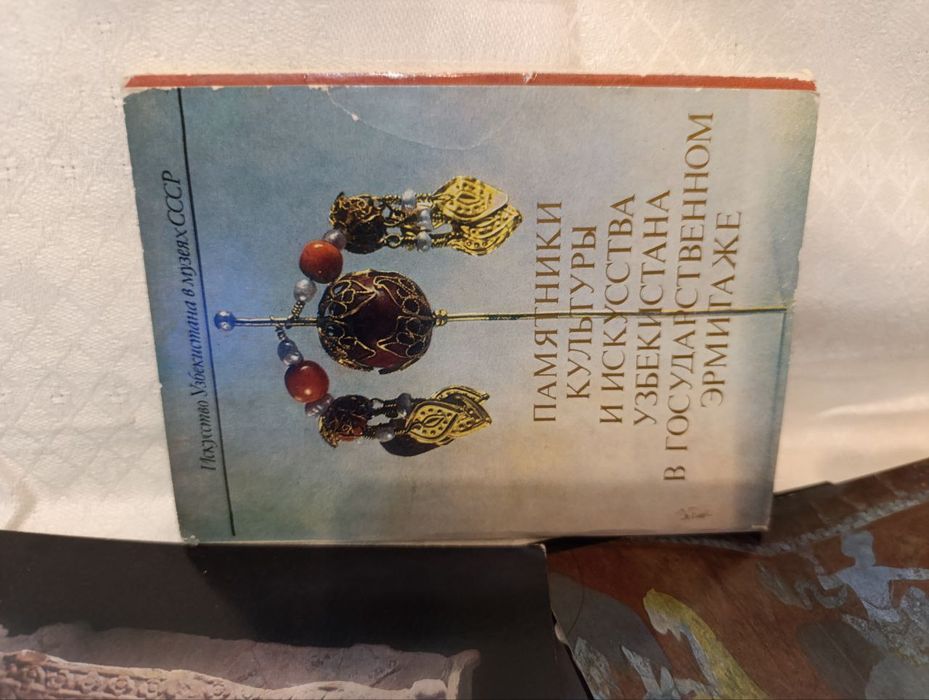 Искусство Узбекистана в музеях СССР
ПАМЯТНИКИ
КУЛЬТУРЫ
И ИСКУССТВА
УЗБЕКИСТАНА
В ГОСУДАРСТВЕННОМ
ЭРМИТАЖЕ